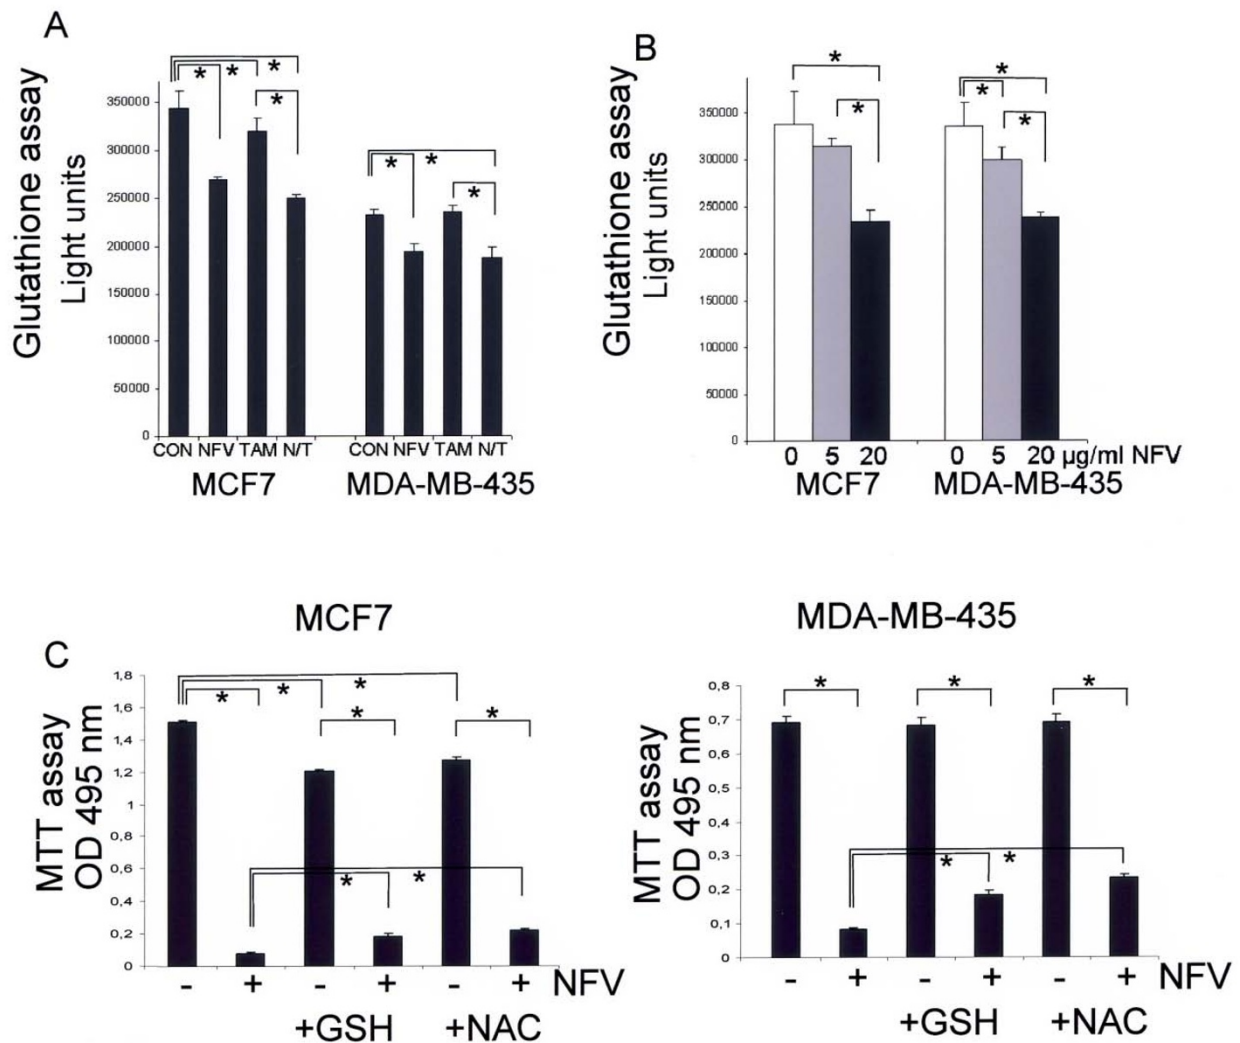 A
Glutathione assay
Light units
* * *
*
* *
*
350000
300000
250000
200000
150000
100000
50000
0
CON NFV TAM N/T
CON NFV TAM N/T
MCF7
MDA-MB-435
B
Glutathione assay
Light units
*
*
*
*
*
350000
300000
250000
200000
150000
100000
50000
0
0 5 20
0 5 20 µg/ml NFV
MCF7
MDA-MB-435
C
MCF7
MTT assay
OD 495 nm
1,8
1,6
1,4
1,2
1
0,8
0,6
0,4
0,2
0
* * *
* *
* *
- + - + - + NFV
+GSH +NAC
MDA-MB-435
MTT assay
OD 495 nm
0,8
0,7
0,6
0,5
0,4
0,3
0,2
0,1
0
* * *
* *
- + - + - + NFV
+GSH +NAC